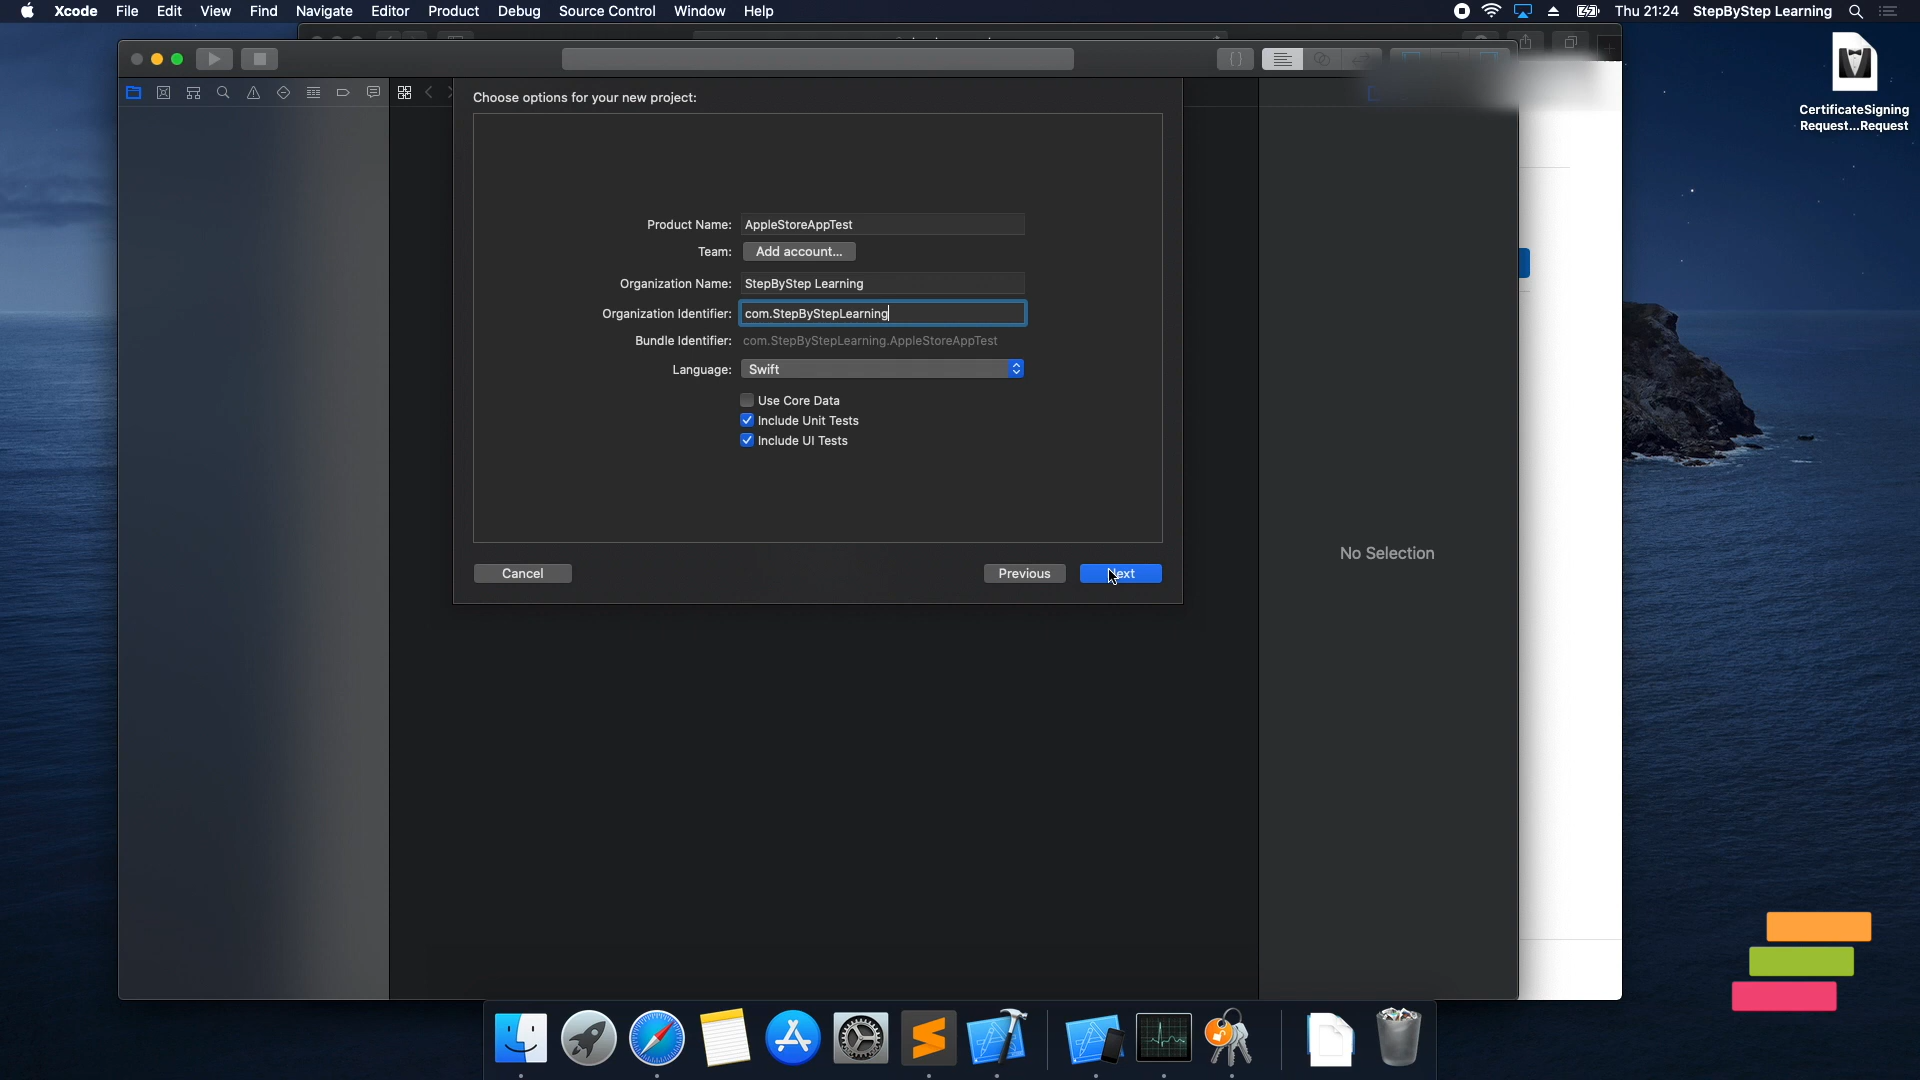 Xcode File Edit View Find Navigate Editor Product Debug Source Control Window Help Thu 21:24 StepByStep Learning
CertificateSigning
Request...Request
Choose options for your new project:
Product Name: AppleStoreAppTest
Team: Add account...
Organization Name: StepByStep Learning
Organization Identifier: com.StepByStepLearning
Bundle Identifier: com.StepByStepLearning.AppleStoreAppTest
Language: Swift
Use Core Data
Include Unit Tests
Include UI Tests
No Selection
Cancel Previous Next